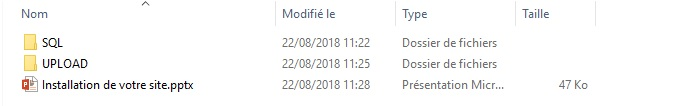 Nom Modifié le Type Taille
SQL 22/08/2018 11:22 Dossier de fichiers
UPLOAD 22/08/2018 11:25 Dossier de fichiers
Installation de votre site.pptx 22/08/2018 11:28 Présentation Micr... 47 Ko